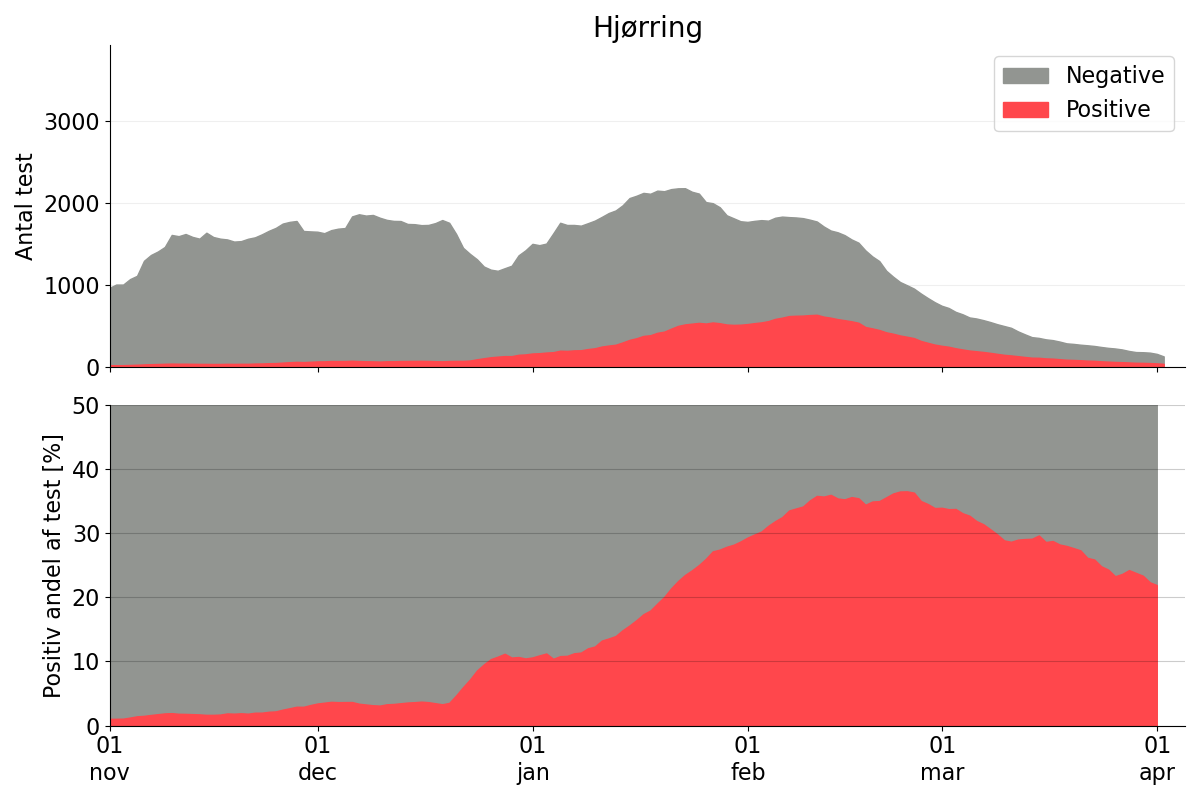 Hjørring
Antal test
3000
2000
1000
0
Negative
Positive
Positiv andel af test [%]
50
40
30
20
10
0
01 01 01 01 01 01
nov dec jan feb mar apr